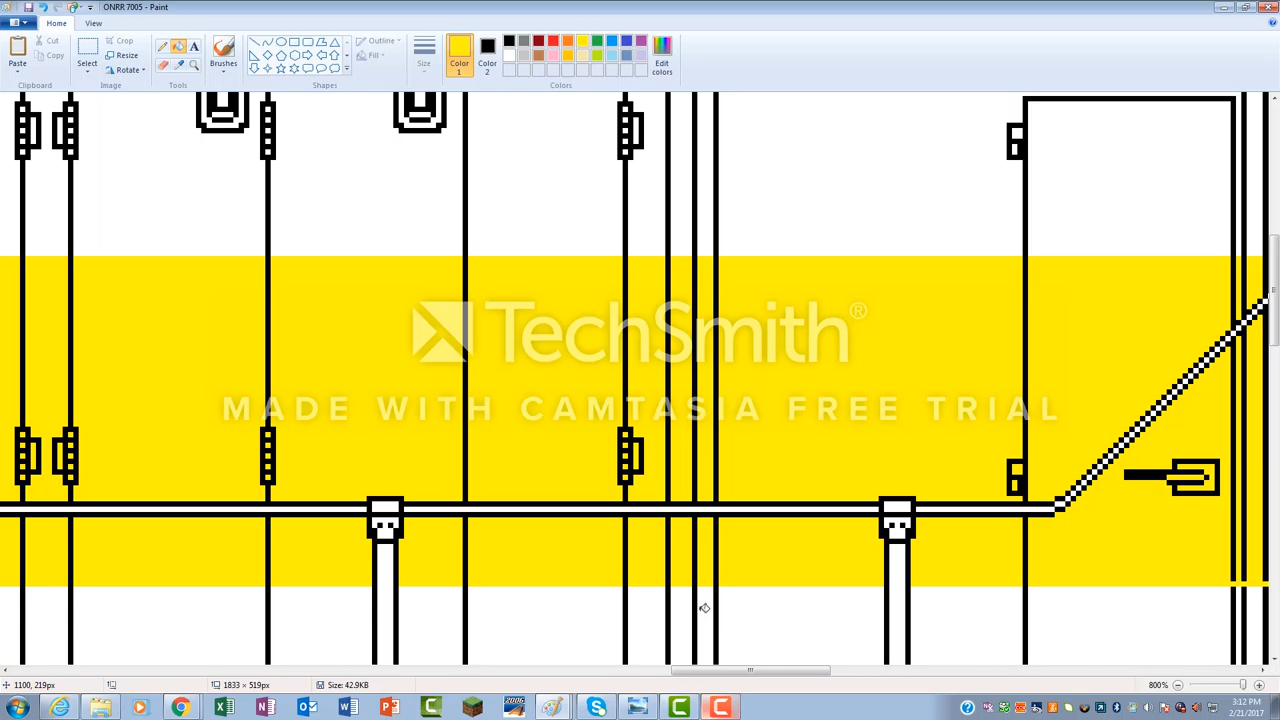 ONRR 7005 - Paint
Home View
Paste
Cut
Copy
Clipboard
Select
Crop
Resize
Rotate
Image
A
Tools
Brushes
Outline
Fill
Shapes
Size
Color 1
Color 2
Edit colors
Colors
TechSmith®
MADE WITH CAMTASIA FREE TRIAL
1100, 219px
1833 × 519px
Size: 42.9KB
800%
2006
3:12 PM
2/21/2017